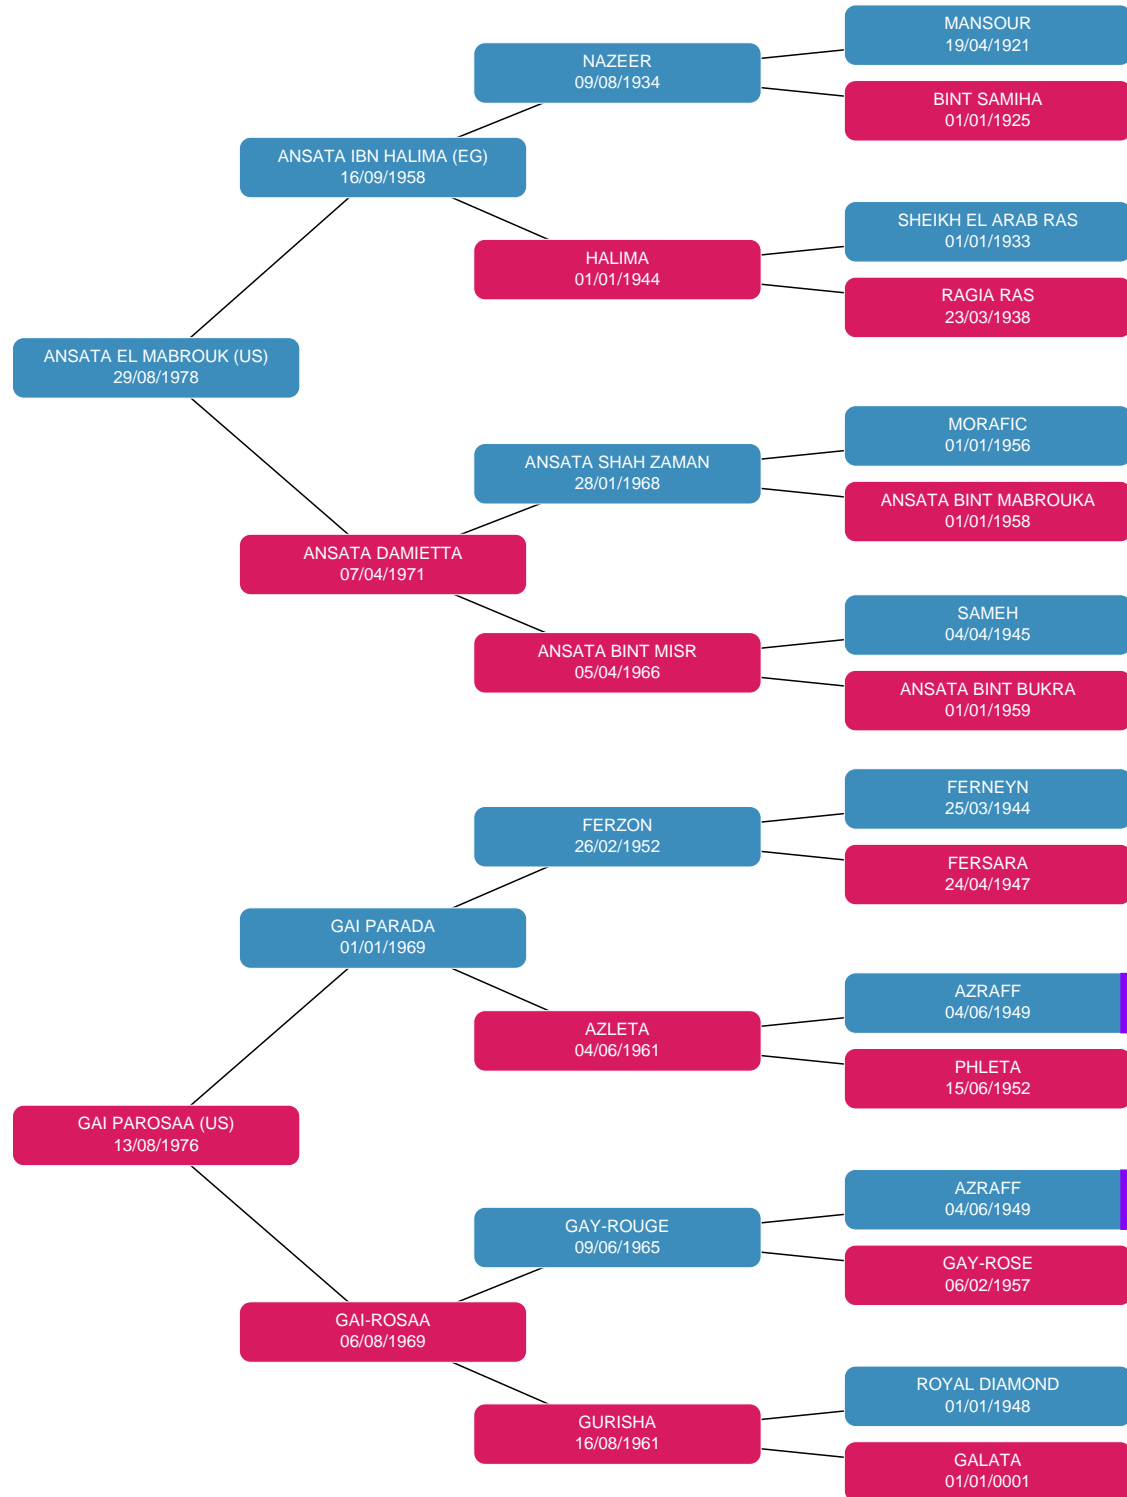 MANSOUR
19/04/1921
NAZEER
09/08/1934
BINT SAMIHA
01/01/1925
ANSATA IBN HALIMA (EG)
16/09/1958
SHEIKH EL ARAB RAS
01/01/1933
HALIMA
01/01/1944
RAGIA RAS
23/03/1938
ANSATA EL MABROUK (US)
29/08/1978
MORAFIC
01/01/1956
ANSATA SHAH ZAMAN
28/01/1968
ANSATA BINT MABROUKA
01/01/1958
ANSATA DAMIETTA
07/04/1971
SAMEH
04/04/1945
ANSATA BINT MISR
05/04/1966
ANSATA BINT BUKRA
01/01/1959
FERNEYN
25/03/1944
FERZON
26/02/1952
FERSARA
24/04/1947
GAI PARADA
01/01/1969
AZRAFF
04/06/1949
AZLETA
04/06/1961
PHLETA
15/06/1952
GAI PAROSAA (US)
13/08/1976
AZRAFF
04/06/1949
GAY-ROUGE
09/06/1965
GAY-ROSE
06/02/1957
GAI-ROSAA
06/08/1969
ROYAL DIAMOND
01/01/1948
GURISHA
16/08/1961
GALATA
01/01/0001